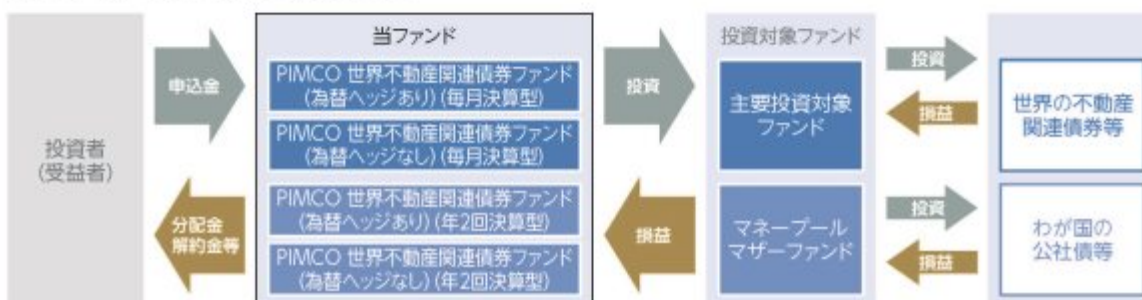 投資者
(受益者)
申込金
分配金
解約金等
当ファンド
PIMCO 世界不動産関連債券ファンド
(為替ヘッジあり)(毎月決算型)
PIMCO 世界不動産関連債券ファンド
(為替ヘッジなし)(毎月決算型)
PIMCO 世界不動産関連債券ファンド
(為替ヘッジあり)(年2回決算型)
PIMCO 世界不動産関連債券ファンド
(為替ヘッジなし)(年2回決算型)
投資
損益
投資対象ファンド
主要投資対象
ファンド
マネープール
マザーファンド
投資
損益
投資
損益
世界の不動産
関連債券等
わが国の
公社債等